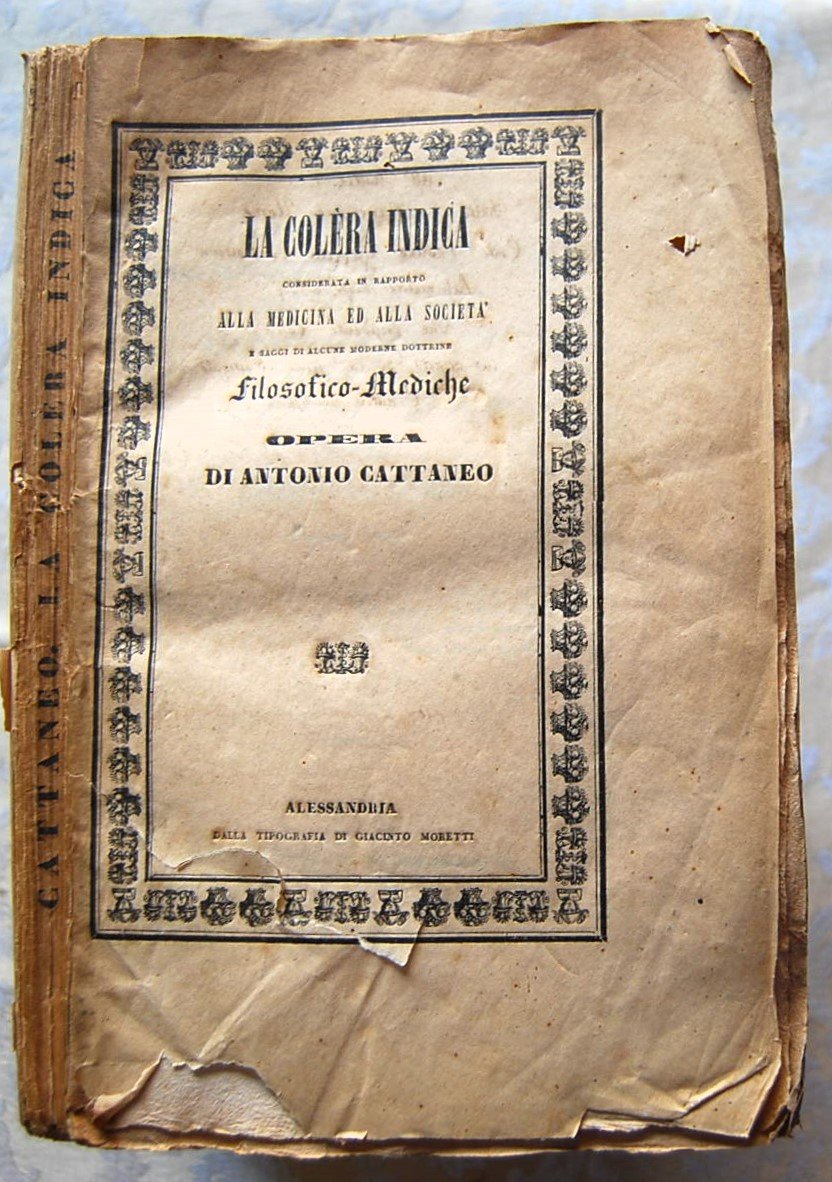 CATTANEO. LA COLERA INDICA
LA COLÈRA INDICA
CONSIDERATA IN RAPPORTO
ALLA MEDICINA ED ALLA SOCIETA'
E SAGGI DI ALCUNE MODERNE DOTTRINE
Filosofico-Mediche
OPERA
DI ANTONIO CATTANEO
ALESSANDRIA
DALLA TIPOGRAFIA DI GIACINTO MORETTI